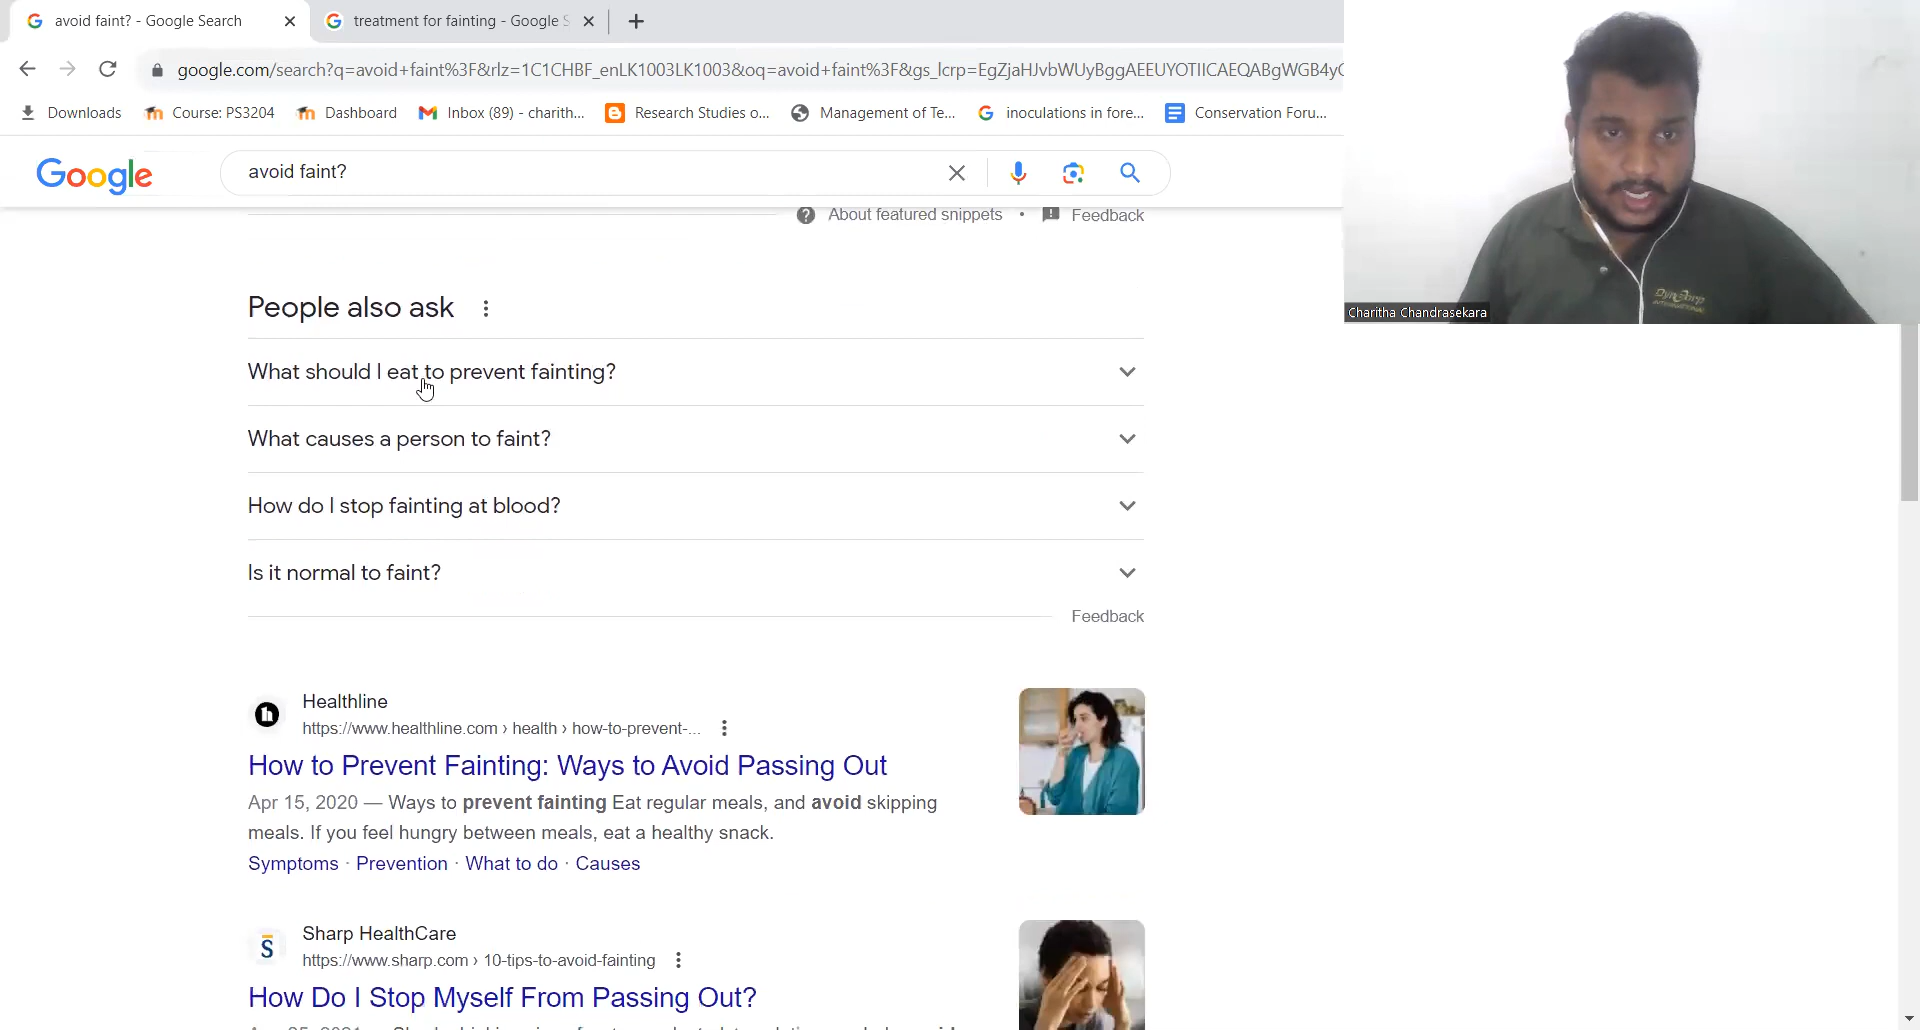 avoid faint? - Google Search
treatment for fainting - Google S
google.com/search?q=avoid+faint%3F&rlz=1C1CHBF_enLK1003LK1003&oq=avoid+faint%3F&gs_lcrp=EgZjaHJvbWUyBggAEEUYOTIICAEQABgWGB4yC
Downloads
Course: PS3204
Dashboard
Inbox (89) - charith...
Research Studies o...
Management of Te...
inoculations in fore...
Conservation Foru...
Google
avoid faint?
About featured snippets • Feedback
Charitha Chandrasekara
People also ask
What should I eat to prevent fainting?
What causes a person to faint?
How do I stop fainting at blood?
Is it normal to faint?
Feedback
Healthline
https://www.healthline.com › health › how-to-prevent-...
How to Prevent Fainting: Ways to Avoid Passing Out
Apr 15, 2020 — Ways to prevent fainting Eat regular meals, and avoid skipping
meals. If you feel hungry between meals, eat a healthy snack.
Symptoms · Prevention · What to do · Causes
Sharp HealthCare
https://www.sharp.com › 10-tips-to-avoid-fainting
How Do I Stop Myself From Passing Out?